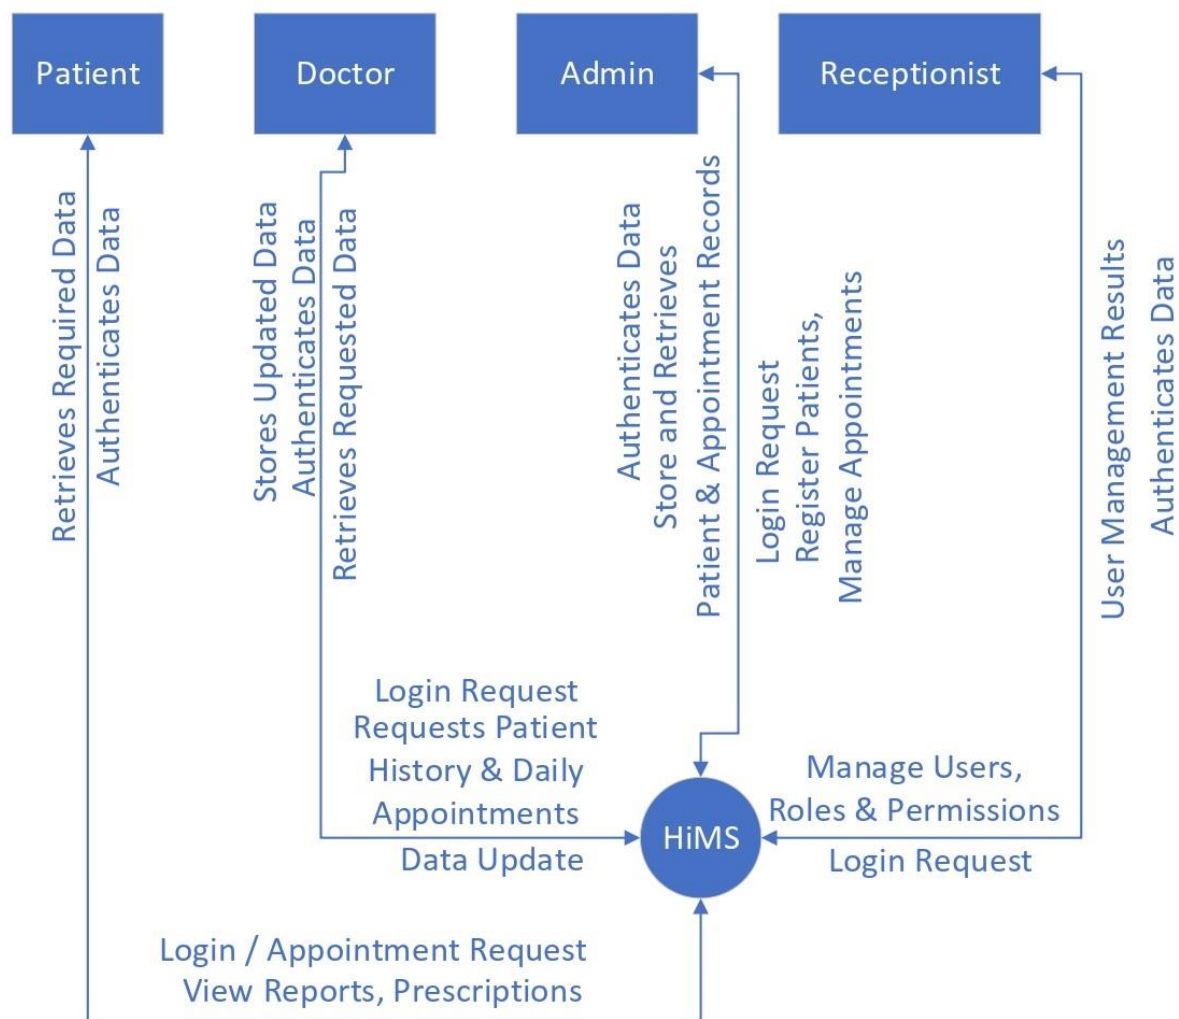 Patient
Doctor
Admin
Receptionist
Retrieves Required Data
Authenticates Data
Stores Updated Data
Authenticates Data
Retrieves Requested Data
Authenticates Data
Store and Retrieves
Patient & Appointment Records
Login Request
Register Patients,
Manage Appointments
User Management Results
Authenticates Data
Login Request
Requests Patient
History & Daily
Appointments
Data Update
HiMS
Manage Users,
Roles & Permissions
Login Request
Login / Appointment Request
View Reports, Prescriptions